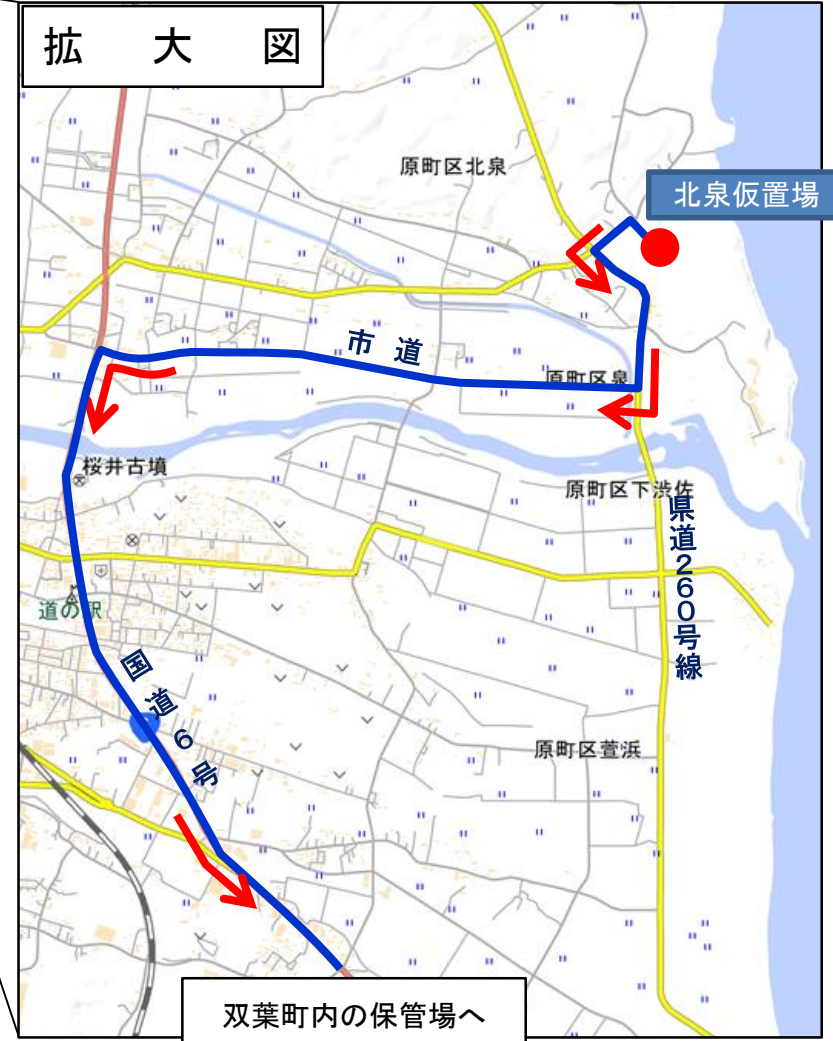 拡 大 図
原町区北泉
北泉仮置場
市道
原町区泉
桜井古墳
原町区下渋佐
県道260号線
道の駅
国道6号
原町区萱浜
双葉町内の保管場へ